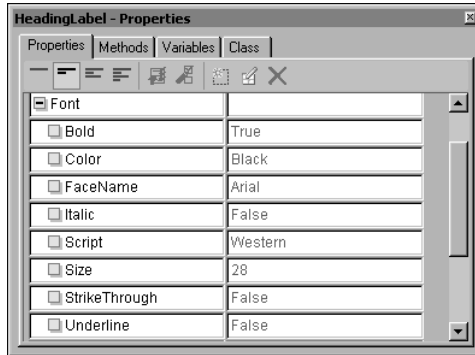 HeadingLabel - Properties
Properties Methods Variables Class
Font
Bold True
Color Black
FaceName Arial
Italic False
Script Western
Size 28
StrikeThrough False
Underline False